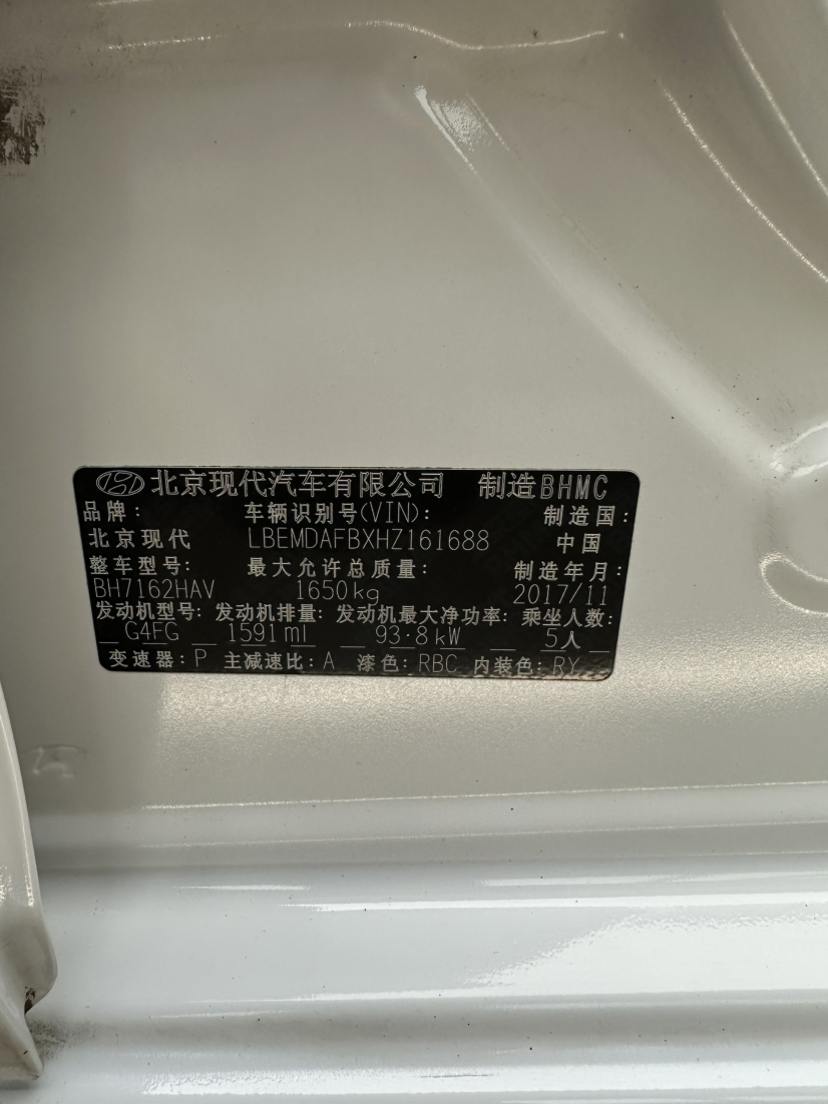 北京现代汽车有限公司 制造BHMC
品牌: 车辆识别号(VIN): 制造国:
北京现代 LBEMDAFBXHZ161688 中国
整车型号: 最大允许总质量: 制造年月:
BH7162HAV 1650kg 2017/11
发动机型号: 发动机排量: 发动机最大净功率: 乘坐人数:
G4FG 1591ml 93.8kW 5人
变速器: P 主减速比: A 漆色: RBC 内装色: RY